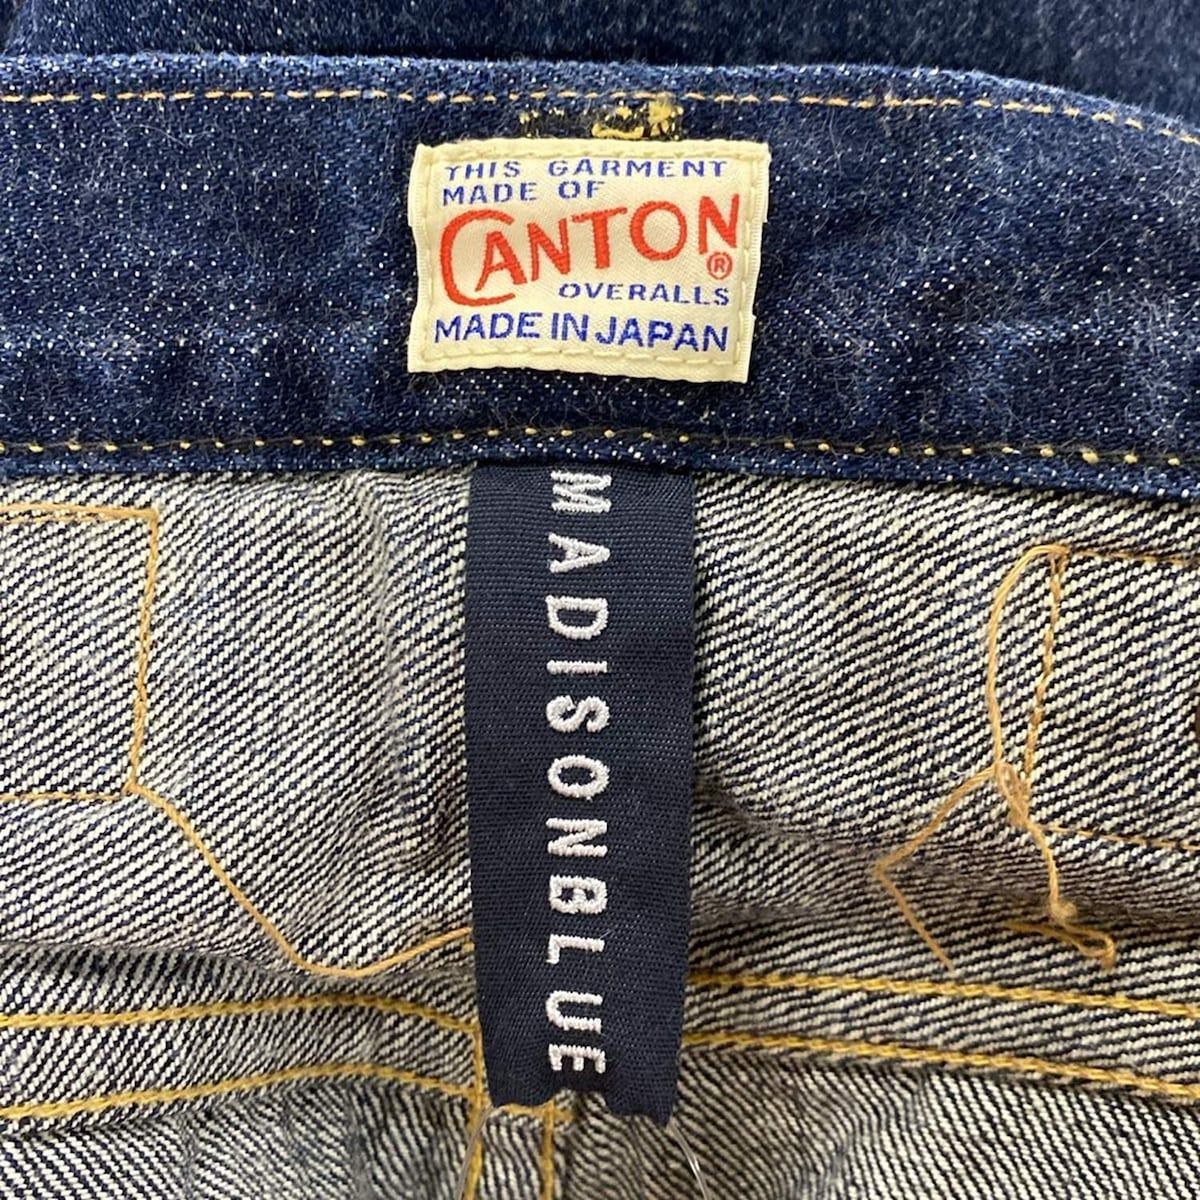 THIS GARMENT
MADE OF
CANTON®
OVERALLS
MADE IN JAPAN
MADISONBLUE